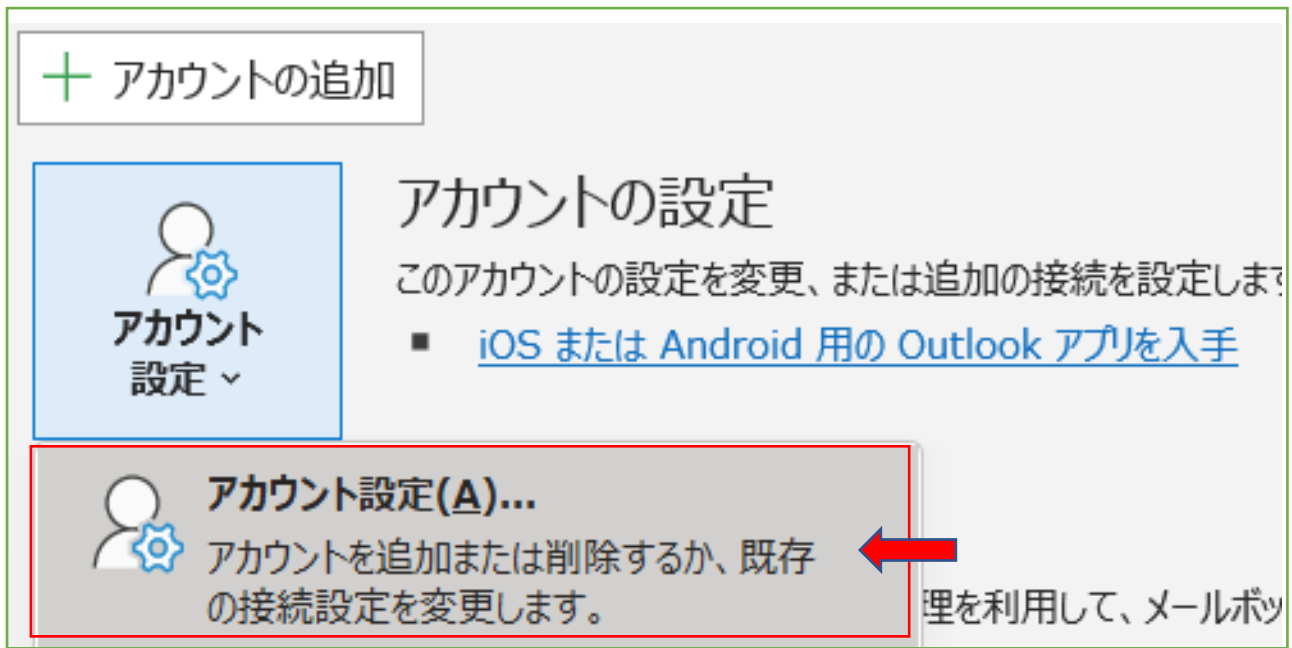 アカウントの追加
アカウントの設定
このアカウントの設定を変更、または追加の接続を設定しま
iOS または Android 用の Outlook アプリを入手
アカウント
設定
アカウント設定(A)...
アカウントを追加または削除するか、既存
の接続設定を変更します。
理を利用して、メールボッ